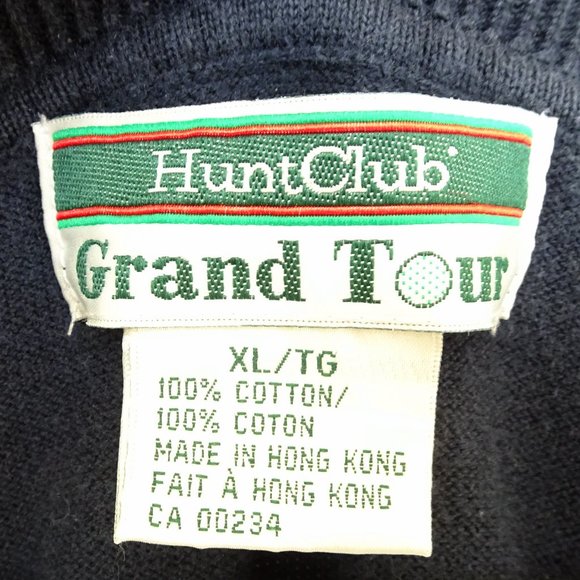 HuntClub®
Grand Tour
XL/TG
100% COTTON/
100% COTON
MADE IN HONG KONG
FAIT À HONG KONG
CA 00234